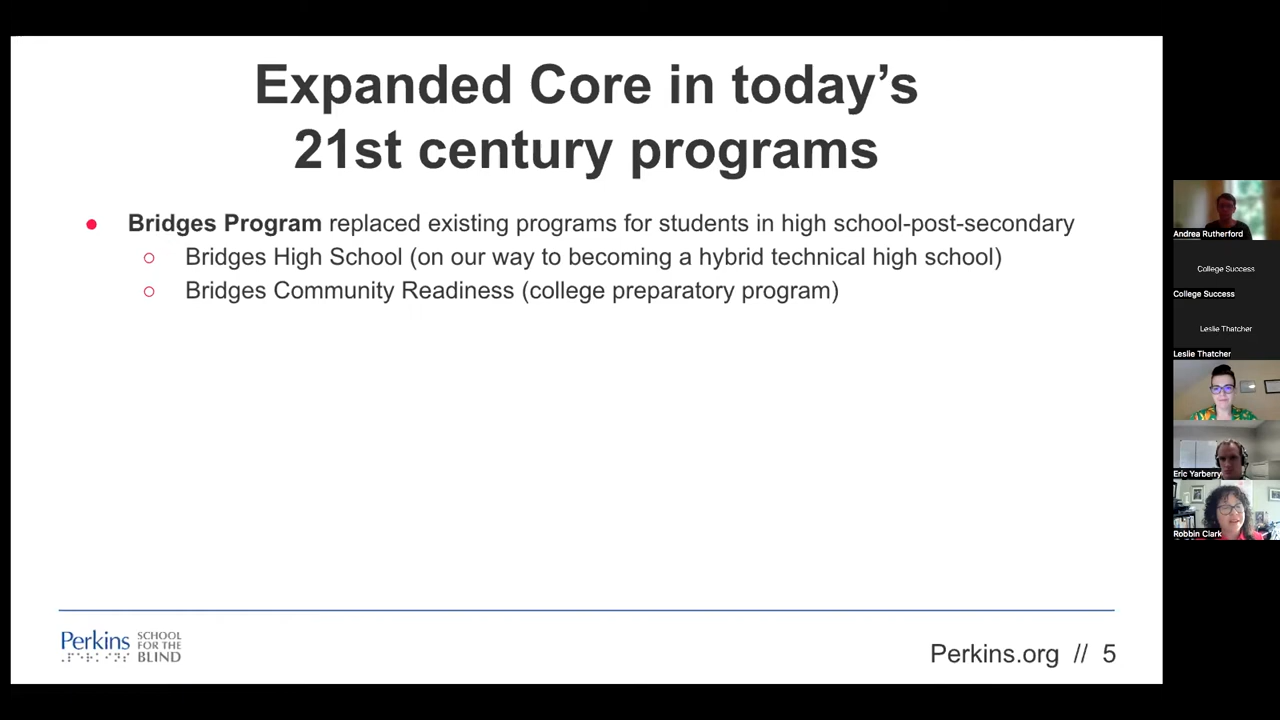 Expanded Core in today's
21st century programs
● Bridges Program replaced existing programs for students in high school-post-secondary
○ Bridges High School (on our way to becoming a hybrid technical high school)
○ Bridges Community Readiness (college preparatory program)
Perkins SCHOOL
FOR THE
BLIND
⠏⠑⠗⠅⠊⠝⠎
Perkins.org // 5
Andrea Rutherford
College Success
College Success
Leslie Thatcher
Leslie Thatcher
Eric Yarberry
Robbin Clark